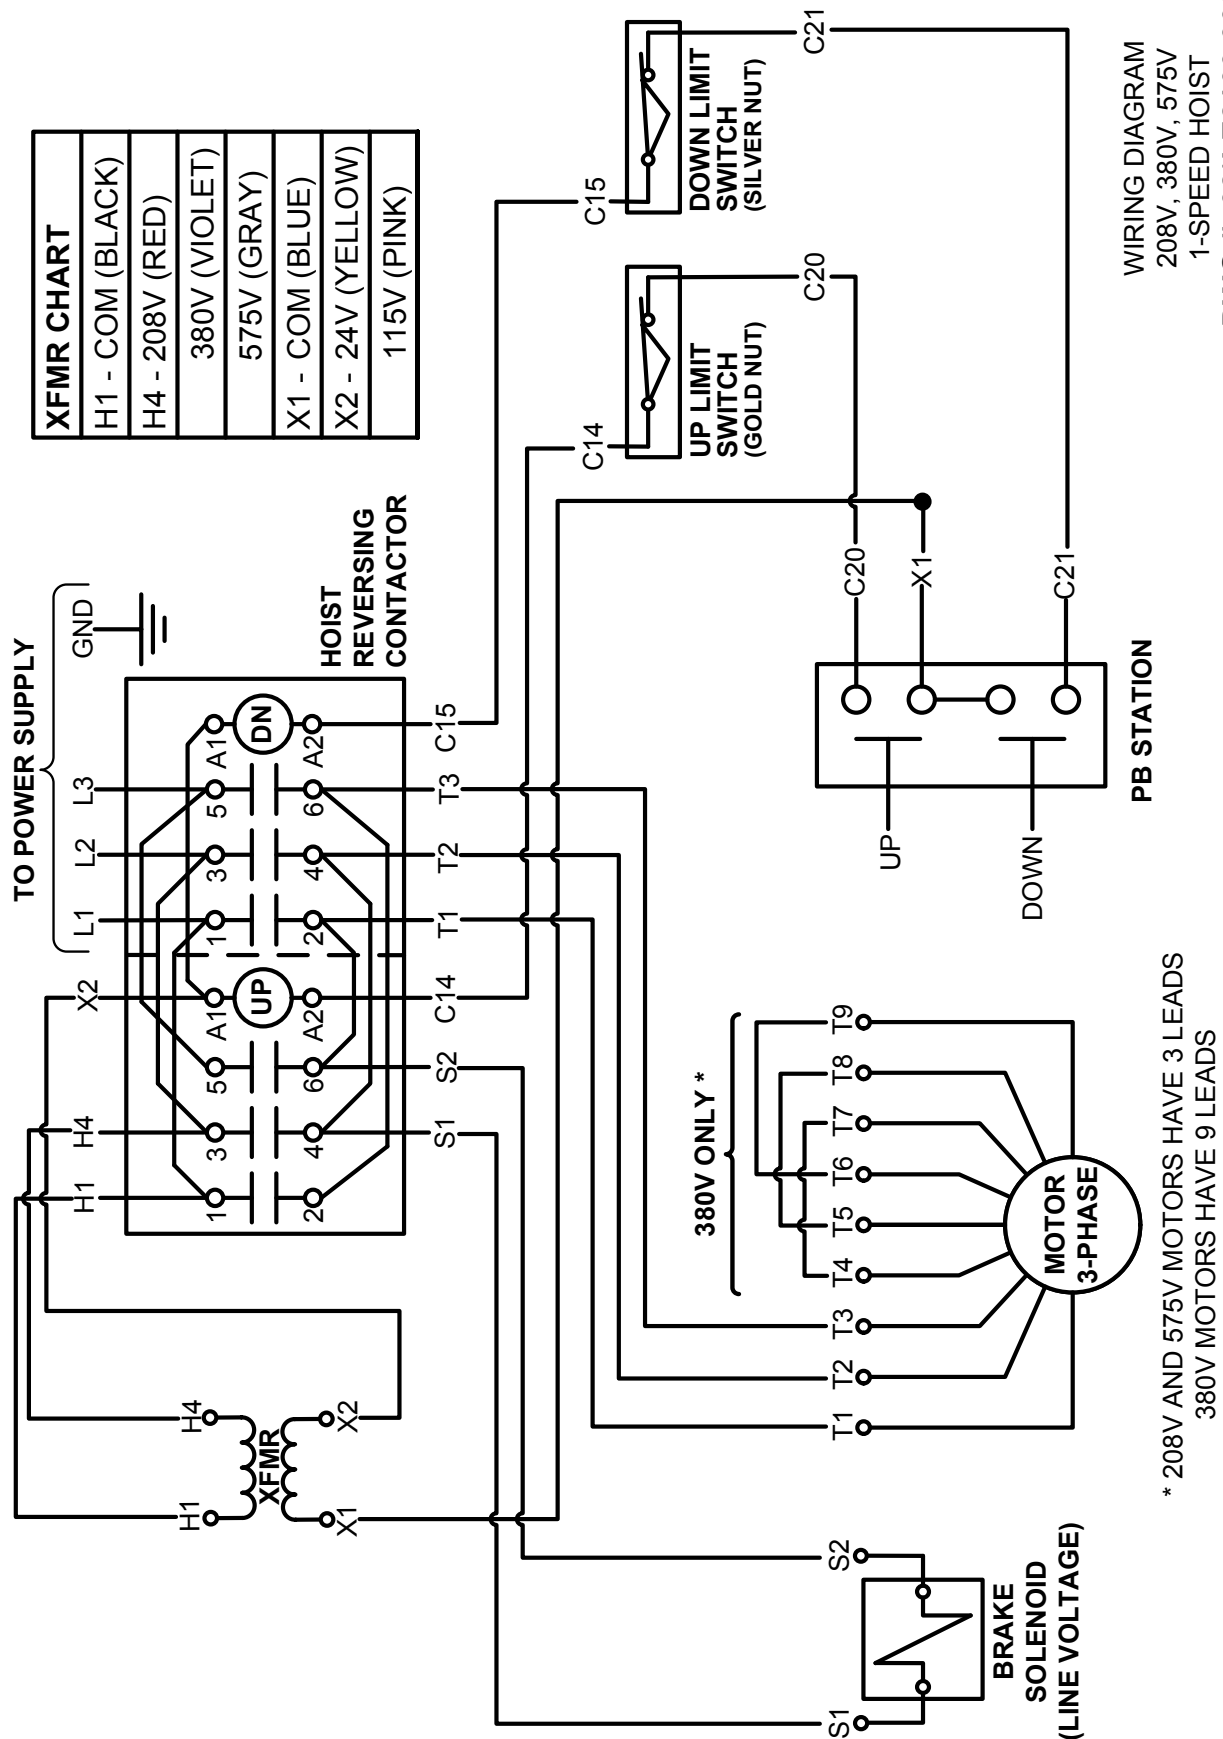 TO POWER SUPPLY
L1
L2
L3
GND
H1
H4
X2
1
3
5
A1
1
3
5
A1
UP
DN
2
4
6
A2
2
4
6
A2
S1
S2
C14
T1
T2
T3
C15
HOIST
REVERSING
CONTACTOR
XFMR CHART
H1 - COM (BLACK)
H4 - 208V (RED)
380V (VIOLET)
575V (GRAY)
X1 - COM (BLUE)
X2 - 24V (YELLOW)
115V (PINK)
H1
H4
XFMR
X1
X2
C14
C15
UP LIMIT
SWITCH
(GOLD NUT)
DOWN LIMIT
SWITCH
(SILVER NUT)
C20
C21
C20
X1
C21
UP
DOWN
PB STATION
380V ONLY *
T1
T2
T3
T4
T5
T6
T7
T8
T9
MOTOR
3-PHASE
S1
S2
BRAKE
SOLENOID
(LINE VOLTAGE)
* 208V AND 575V MOTORS HAVE 3 LEADS
380V MOTORS HAVE 9 LEADS
WIRING DIAGRAM
208V, 380V, 575V
1-SPEED HOIST